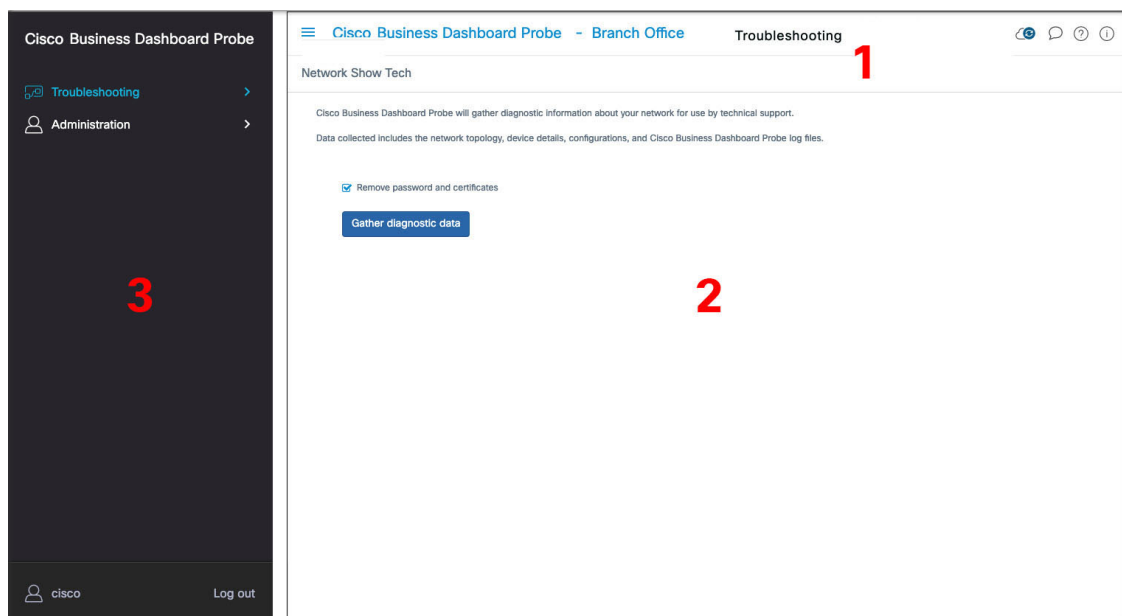 Cisco Business Dashboard Probe
Troubleshooting
Administration
3
cisco Log out
Cisco Business Dashboard Probe - Branch Office Troubleshooting
1
Network Show Tech
Cisco Business Dashboard Probe will gather diagnostic information about your network for use by technical support.
Data collected includes the network topology, device details, configurations, and Cisco Business Dashboard Probe log files.
Remove password and certificates
Gather diagnostic data
2